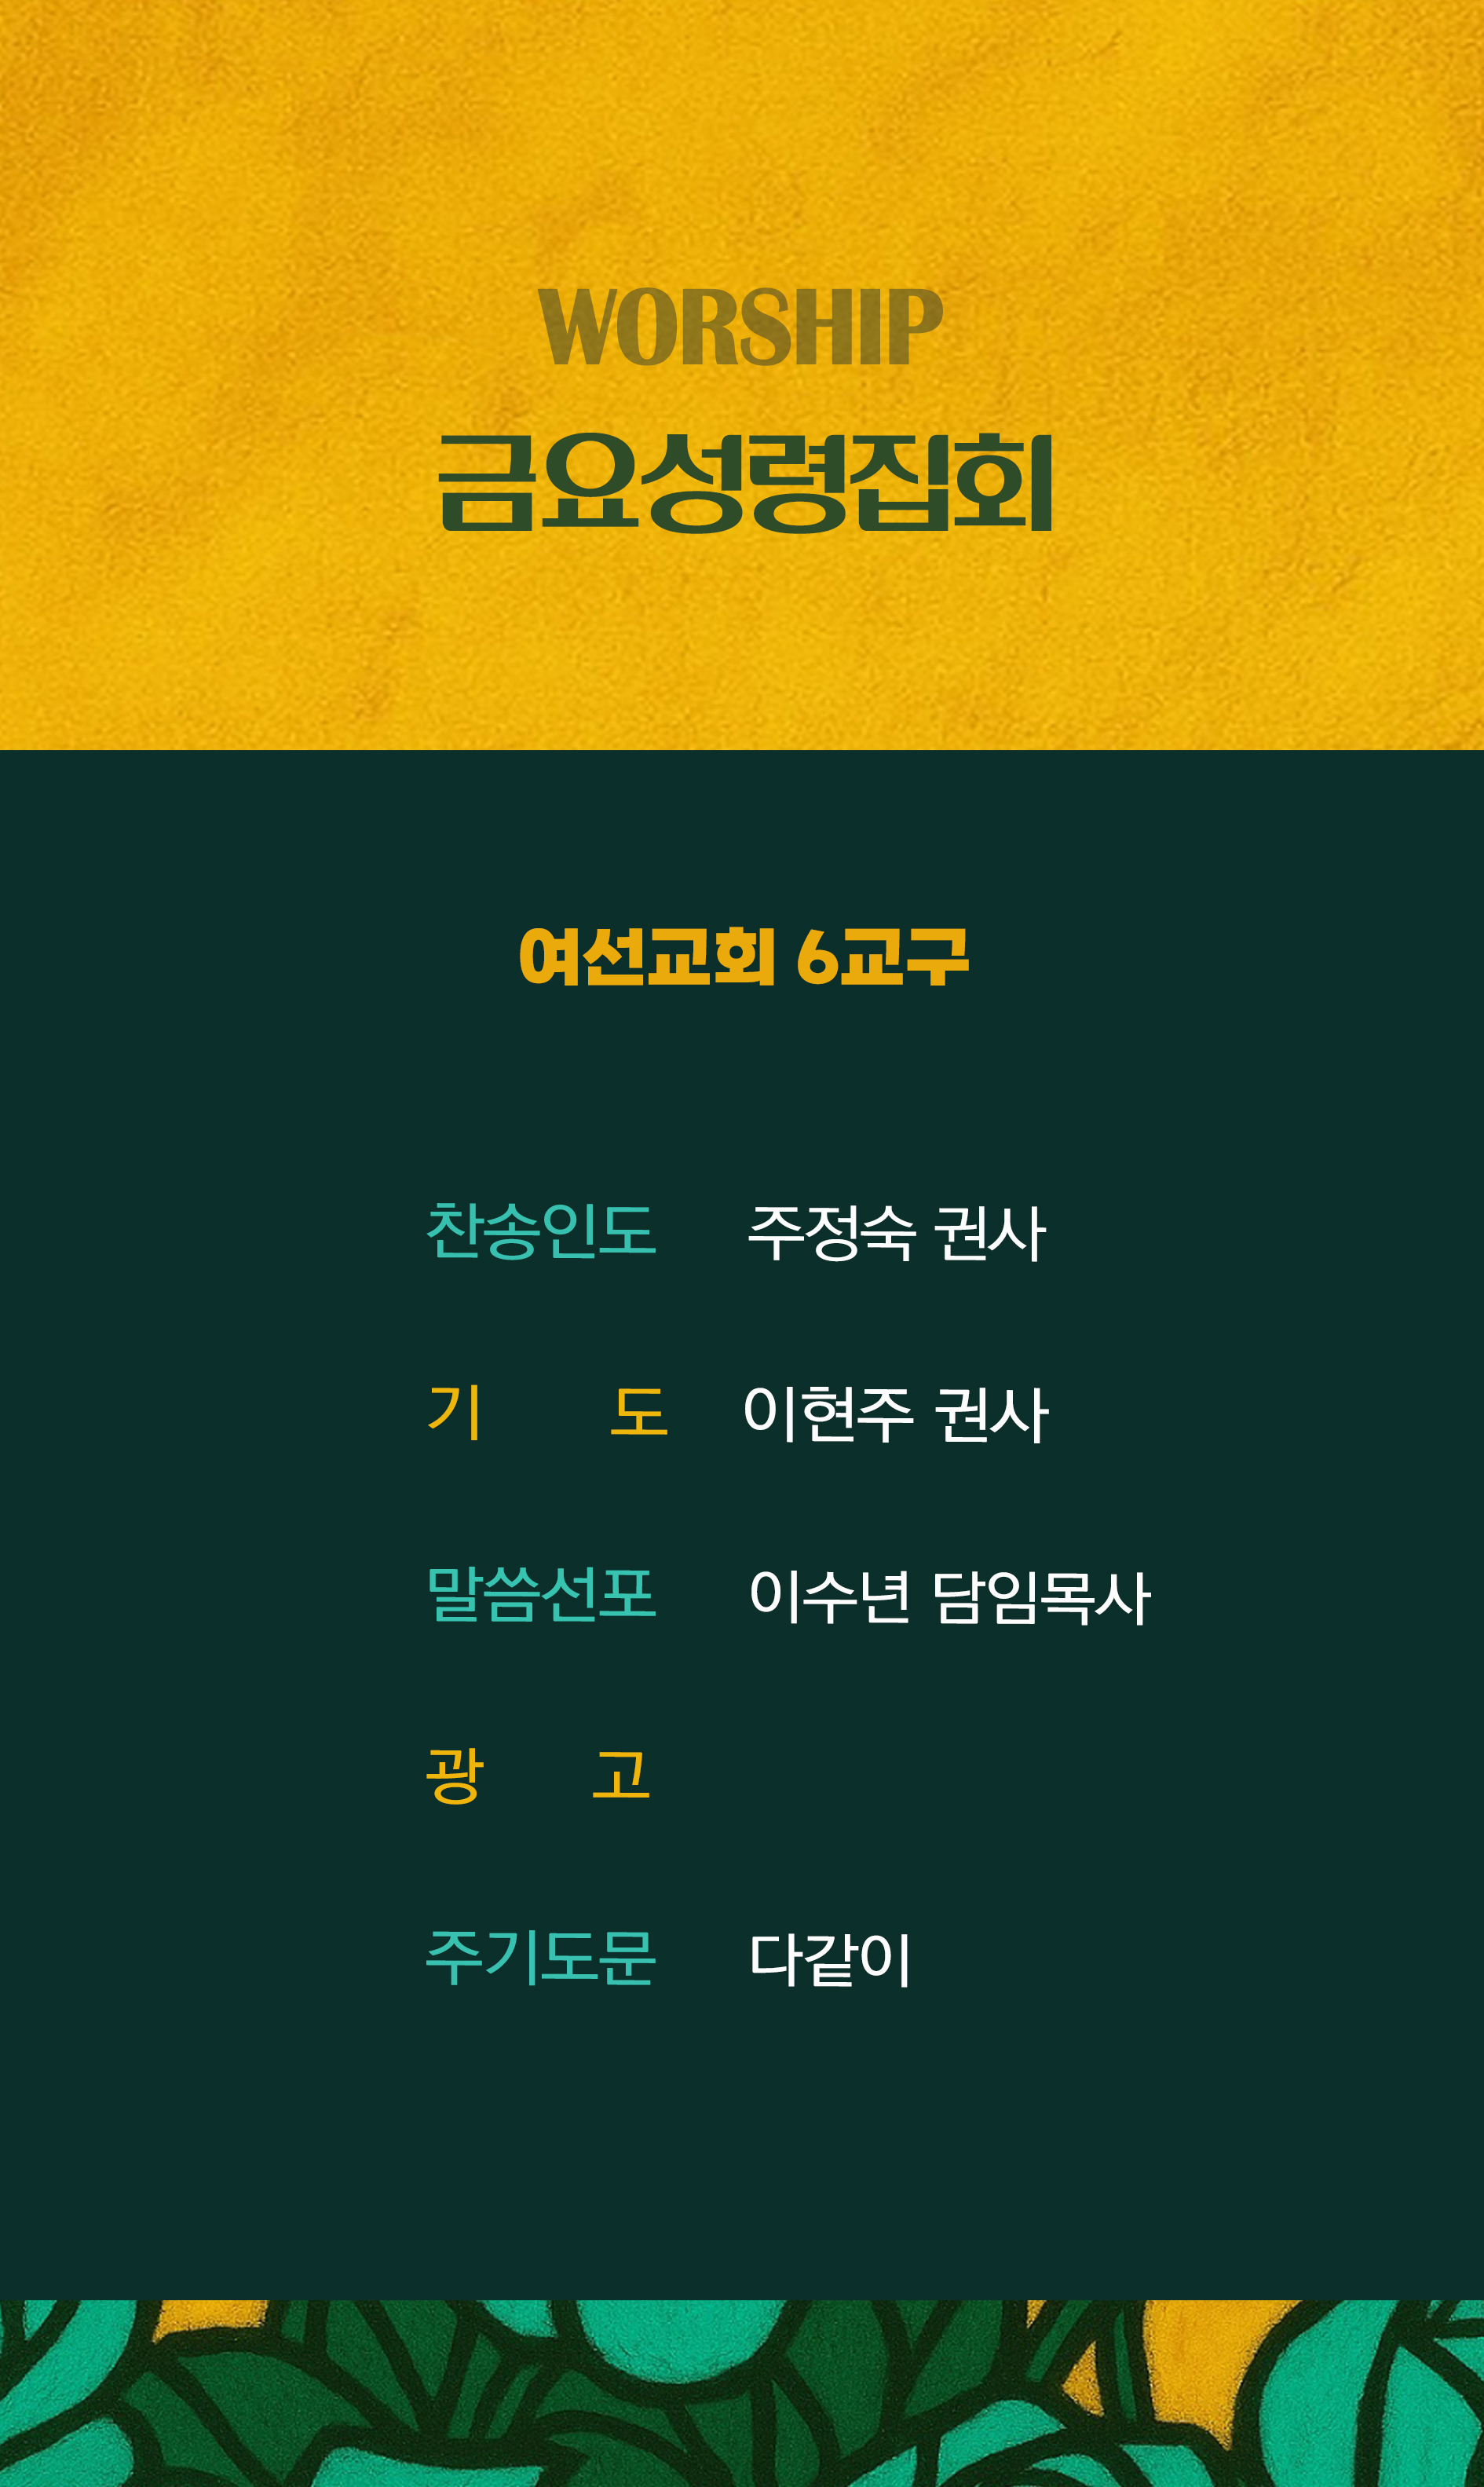 WORSHIP
금요성령집회
여선교회 6교구
찬송인도 주정숙 권사
기 도 이현주 권사
말씀선포 이수년 담임목사
광 고
주기도문 다같이